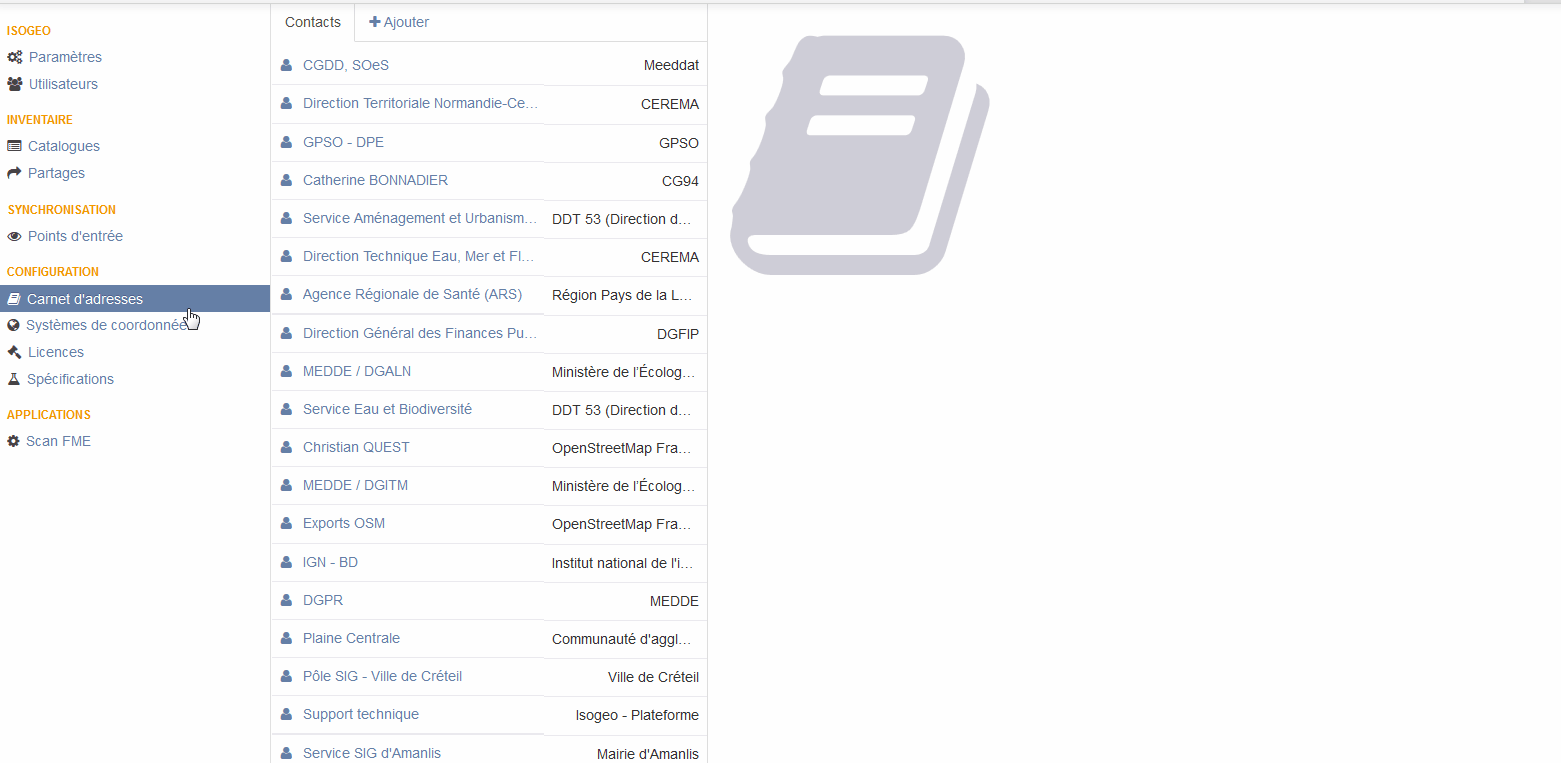 ISOGEO
Paramètres
Utilisateurs
INVENTAIRE
Catalogues
Partages
SYNCHRONISATION
Points d'entrée
CONFIGURATION
Carnet d'adresses
Systèmes de coordonnée
Licences
Spécifications
APPLICATIONS
Scan FME
Contacts Ajouter
CGDD, SOeS Meeddat
Direction Territoriale Normandie-Ce... CEREMA
GPSO - DPE GPSO
Catherine BONNADIER CG94
Service Aménagement et Urbanism... DDT 53 (Direction d...
Direction Technique Eau, Mer et Fl... CEREMA
Agence Régionale de Santé (ARS) Région Pays de la L...
Direction Général des Finances Pu... DGFIP
MEDDE / DGALN Ministère de l'Écolog...
Service Eau et Biodiversité DDT 53 (Direction d...
Christian QUEST OpenStreetMap Fra...
MEDDE / DGITM Ministère de l'Écolog...
Exports OSM OpenStreetMap Fra...
IGN - BD Institut national de l'i...
DGPR MEDDE
Plaine Centrale Communauté d'aggl...
Pôle SIG - Ville de Créteil Ville de Créteil
Support technique Isogeo - Plateforme
Service SIG d'Amanlis Mairie d'Amanlis